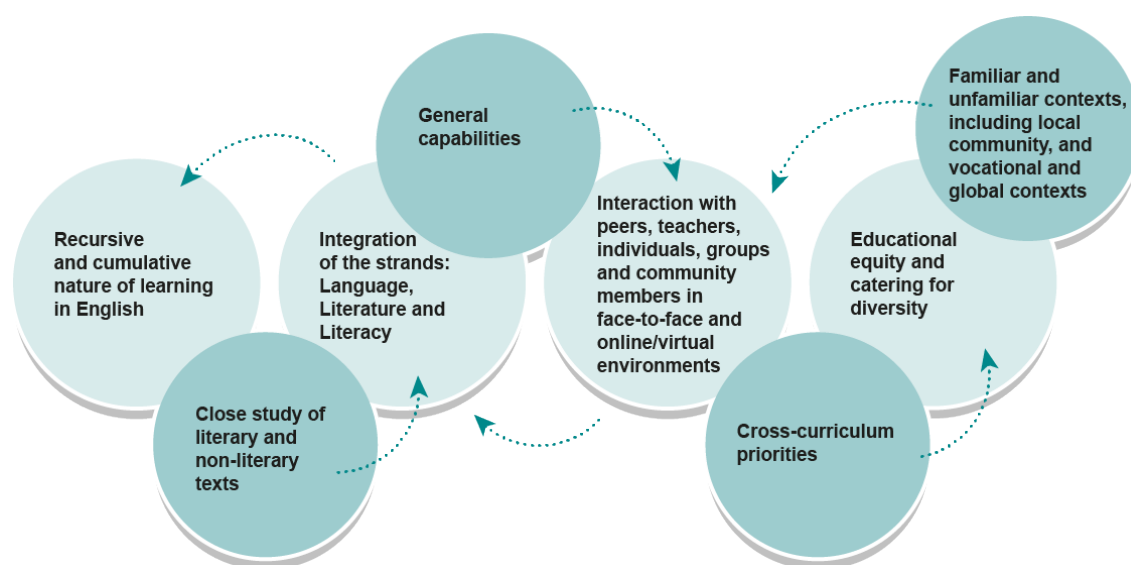 General
capabilities
Familiar and
unfamiliar contexts,
including local
community, and
vocational and
global contexts
Recursive
and cumulative
nature of learning
in English
Integration
of the strands:
Language,
Literature and
Literacy
Interaction with
peers, teachers,
individuals, groups
and community
members in
face-to-face and
online/virtual
environments
Educational
equity and
catering for
diversity
Close study of
literary and
non-literary
texts
Cross-curriculum
priorities